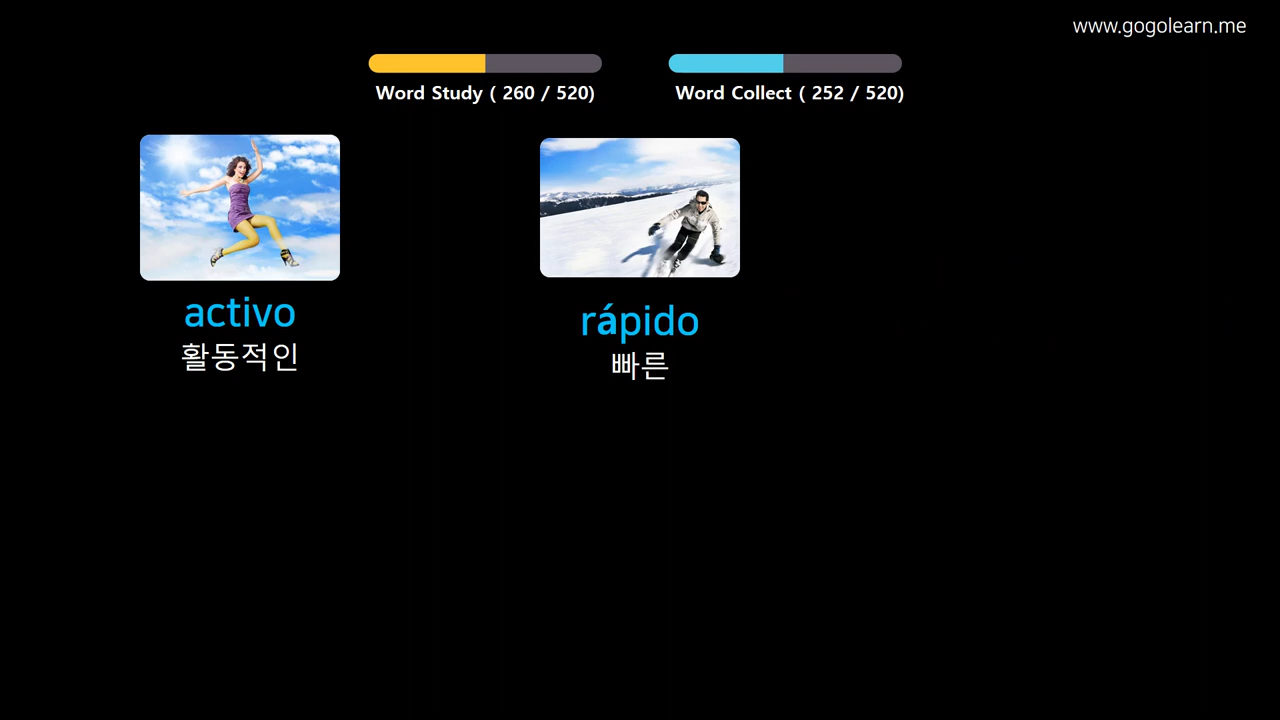 www.gogolearn.me
Word Study ( 260 / 520)
Word Collect ( 252 / 520)
activo
활동적인
rápido
빠른